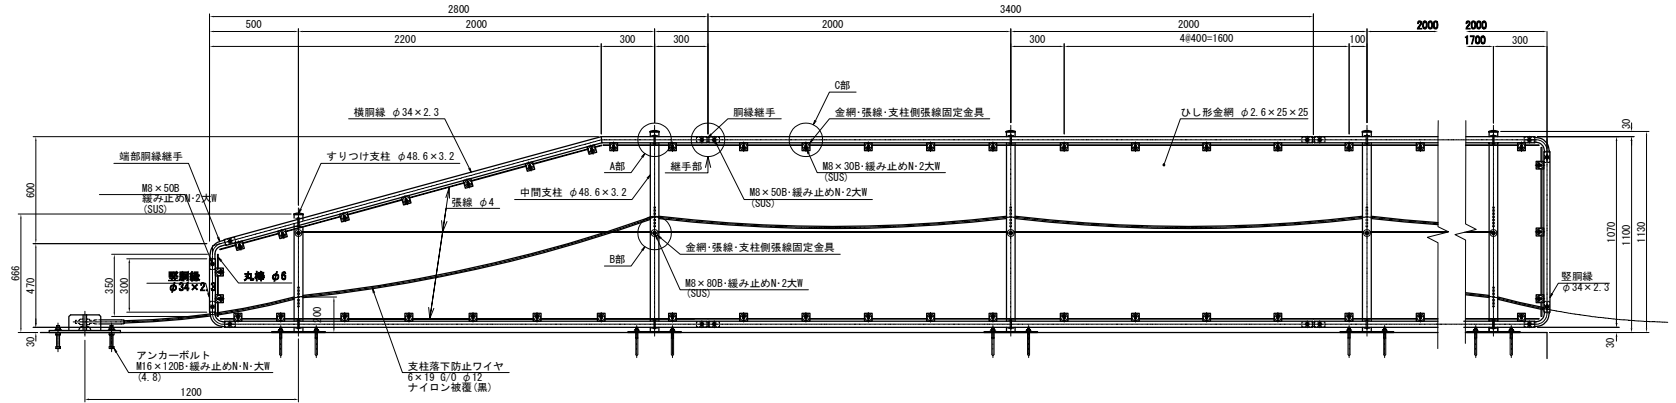 2800
3400
500
2000
2000
2000
2000
2000
2200
300
300
300
4@400=1600
100
1700
300
C部
横胴縁 φ34×2.3
胴縁継手
金網・張線・支柱側張線固定金具
ひし形金網 φ2.6×25×25
30
端部胴縁継手
すりつけ支柱 φ48.6×3.2
A部
継手部
M8×30B・緩み止めN・2大W
(SUS)
M8×50B
緩み止めN・2大W
(SUS)
中間支柱 φ48.6×3.2
M8×50B・緩み止めN・2大W
(SUS)
張線 φ4
600
666
470
350
300
竪胴縁
φ34×2.3
丸棒 φ6
金網・張線・支柱側張線固定金具
B部
M8×80B・緩み止めN・2大W
(SUS)
1070
1100
1130
竪胴縁
φ34×2.3
30
30
アンカーボルト
M16×120B・緩み止めN・N・大W
(4.8)
支柱落下防止ワイヤ
6×19 G/O φ12
ナイロン被覆(黒)
1200